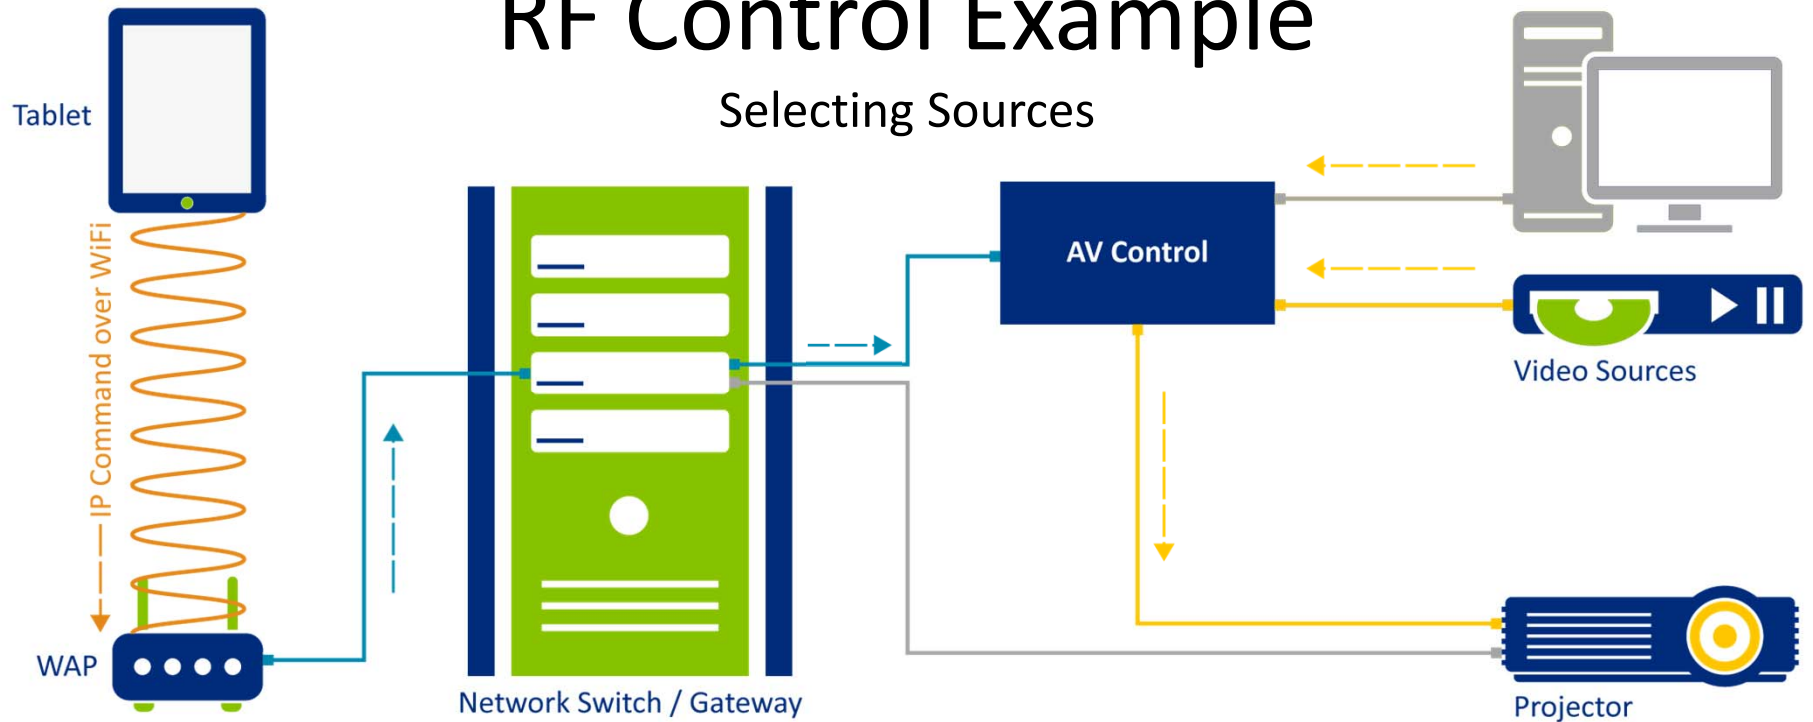 RF Control Example
Selecting Sources
Tablet
IP Command over WiFi
AV Control
Video Sources
WAP
Network Switch / Gateway
Projector